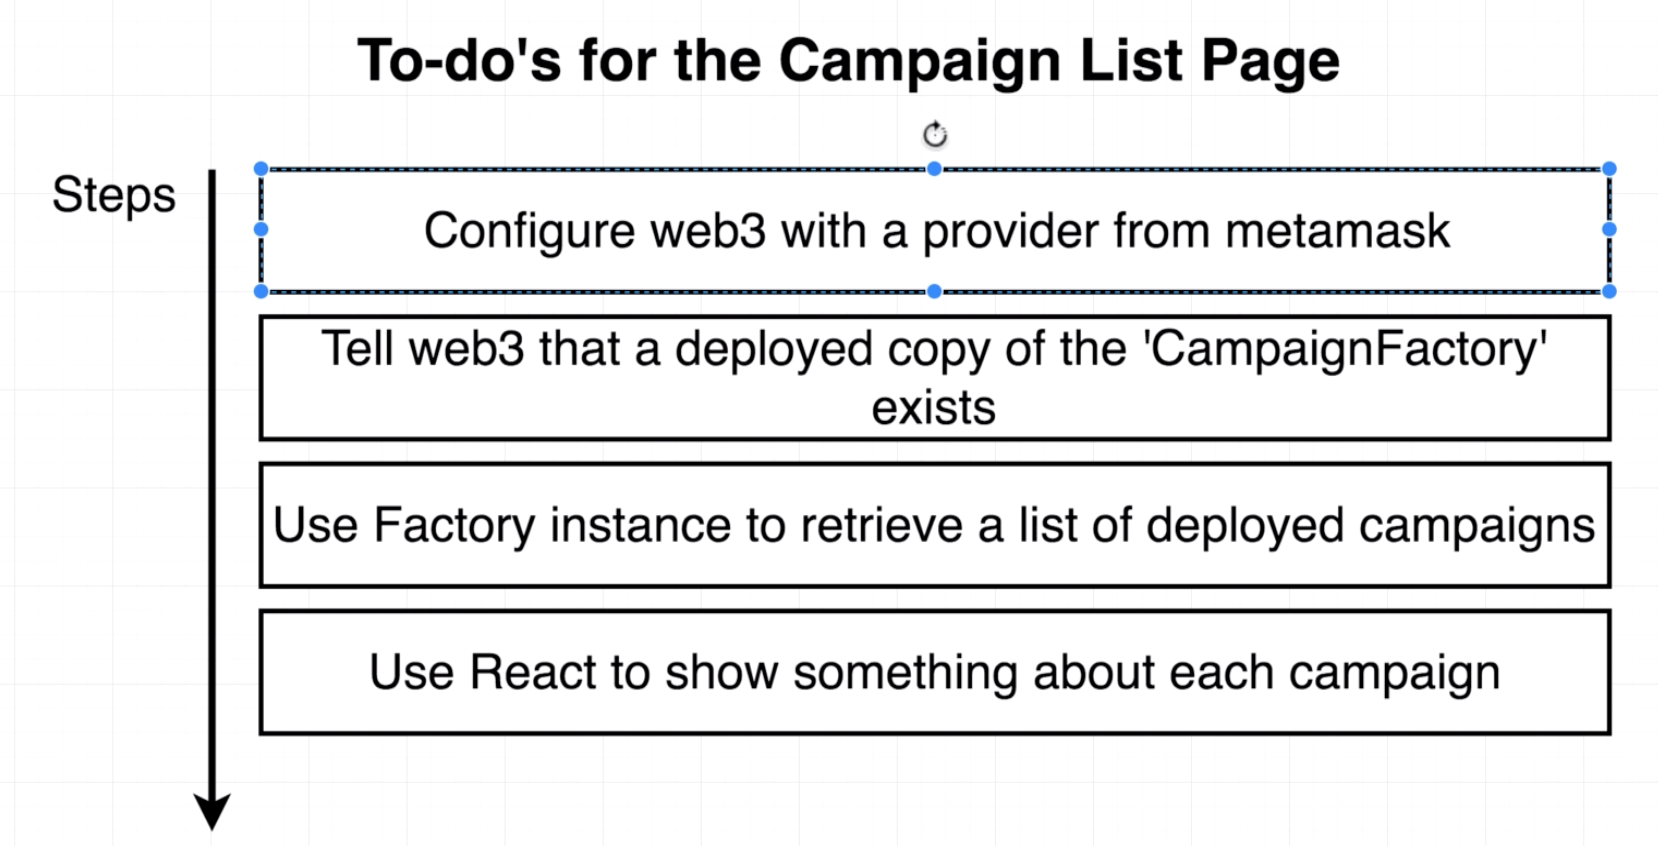 To-do's for the Campaign List Page
Steps
Configure web3 with a provider from metamask
Tell web3 that a deployed copy of the 'CampaignFactory'
exists
Use Factory instance to retrieve a list of deployed campaigns
Use React to show something about each campaign